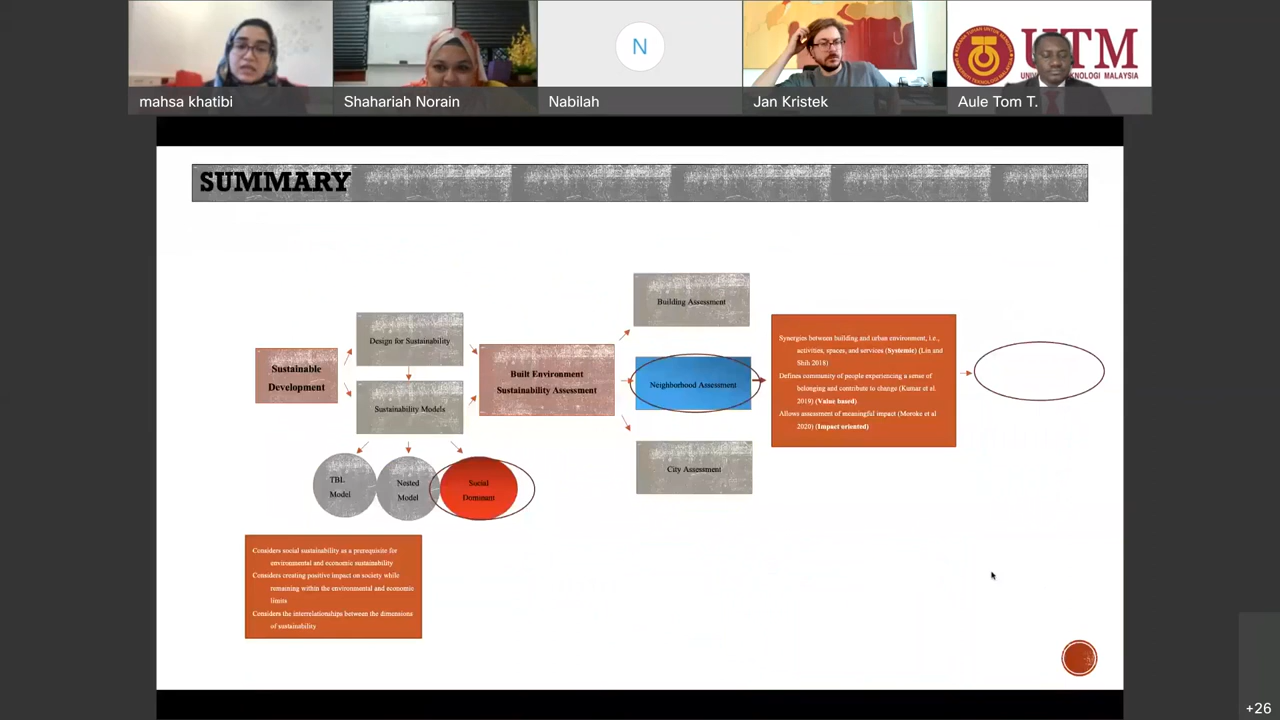 N
UTM
UNIVERSITI TEKNOLOGI MALAYSIA
mahsa khatibi
Shahariah Norain
Nabilah
Jan Kristek
Aule Tom T.
SUMMARY
Sustainable
Development
Design for Sustainability
Sustainability Models
TBL
Model
Nested
Model
Social
Dominant
Considers social sustainability as a prerequisite for
environmental and economic sustainability
Considers creating positive impact on society while
remaining within the environmental and economic
limits
Considers the interrelationships between the dimensions
of sustainability
Built Environment
Sustainability Assessment
Building Assessment
Neighborhood Assessment
City Assessment
Synergies between building and urban environment, i.e.,
activities, spaces, and services (Systemic) (Lin and
Shih 2018)
Defines community of people experiencing a sense of
belonging and contribute to change (Kumar et al.
2019) (Value based)
Allows assessment of meaningful impact (Moroke et al
2020) (Impact oriented)
+26